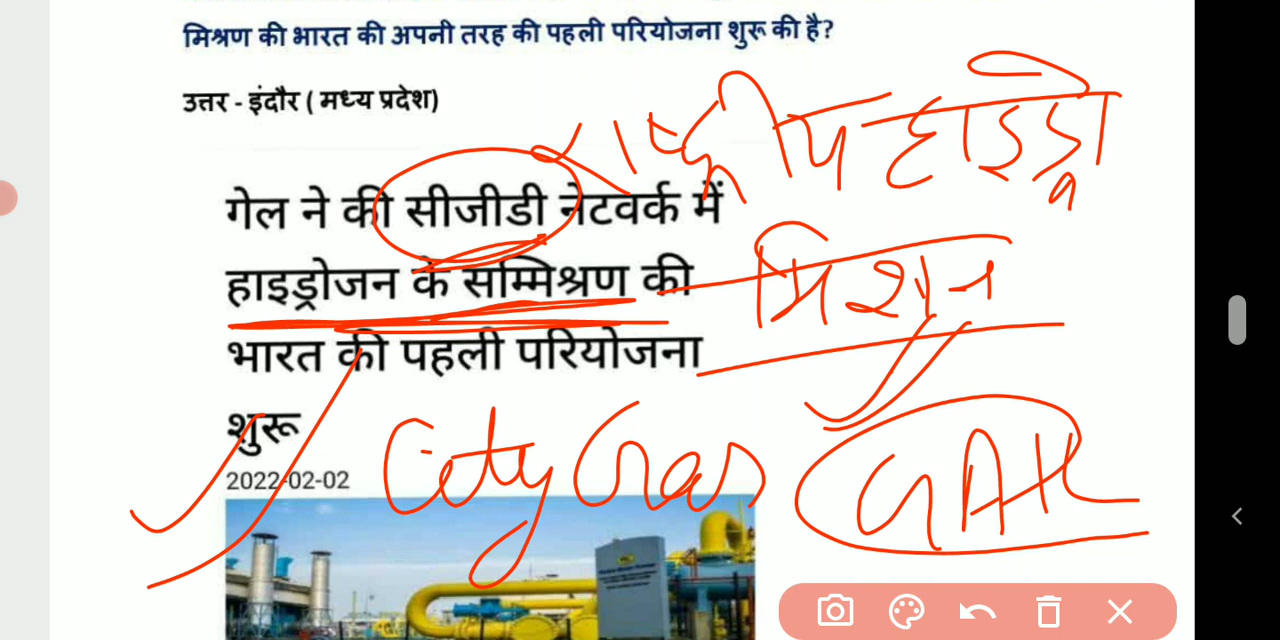 मिश्रण की भारत की अपनी तरह की पहली परियोजना शुरू की है?
उत्तर - इंदौर ( मध्य प्रदेश)
राष्ट्रीय हाइड्रो
गेल ने की सीजीडी नेटवर्क में
हाइड्रोजन के सम्मिश्रण की
मिशन
भारत की पहली परियोजना
शुरू
City Gas
GAIL
2022-02-02